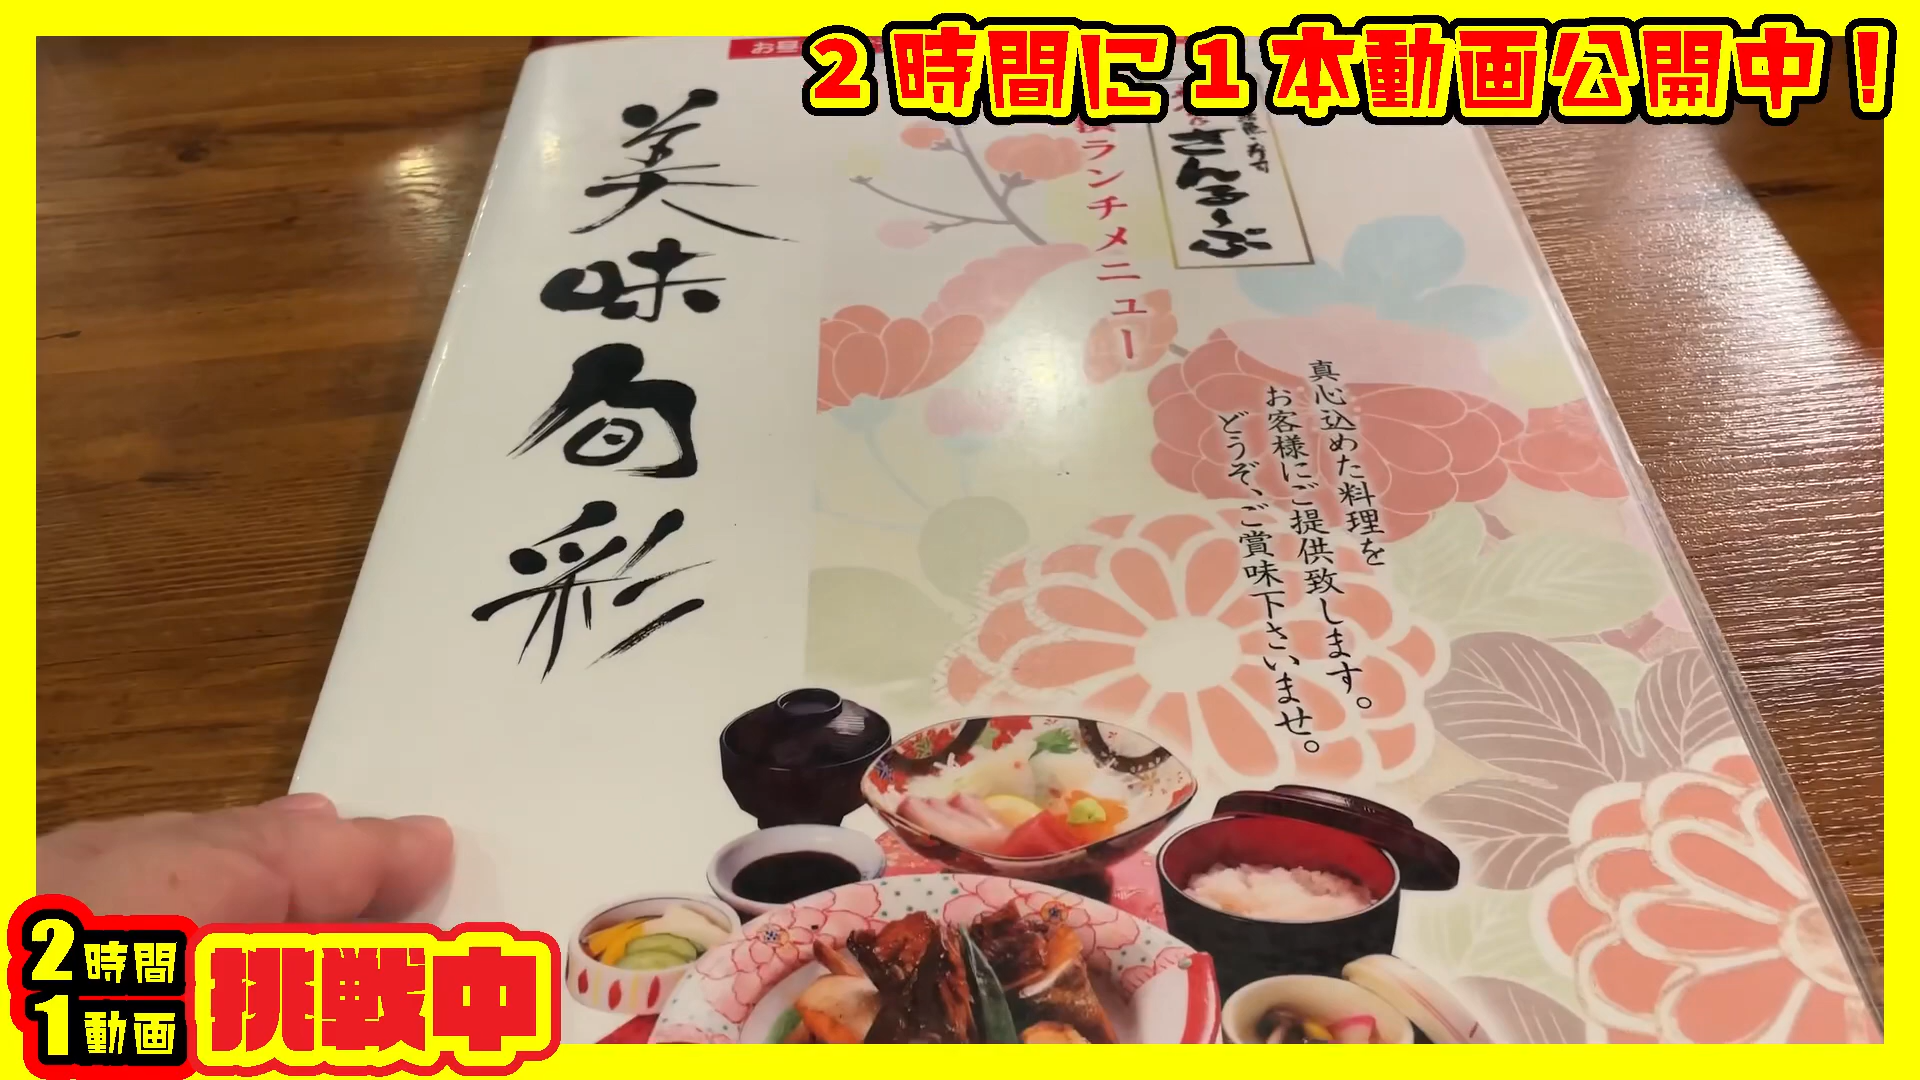 2時間に1本動画公開中!
さんるーぶ
ランチメニュー
真心込めた料理を
お客様にご提供致します。
どうぞ、ご賞味下さいませ。
美味旬彩
2時間
1動画
挑戦中